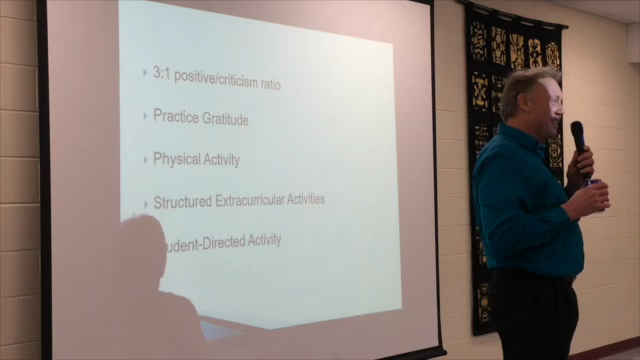 3:1 positive/criticism ratio
Practice Gratitude
Physical Activity
Structured Extracurricular Activities
udent-Directed Activity